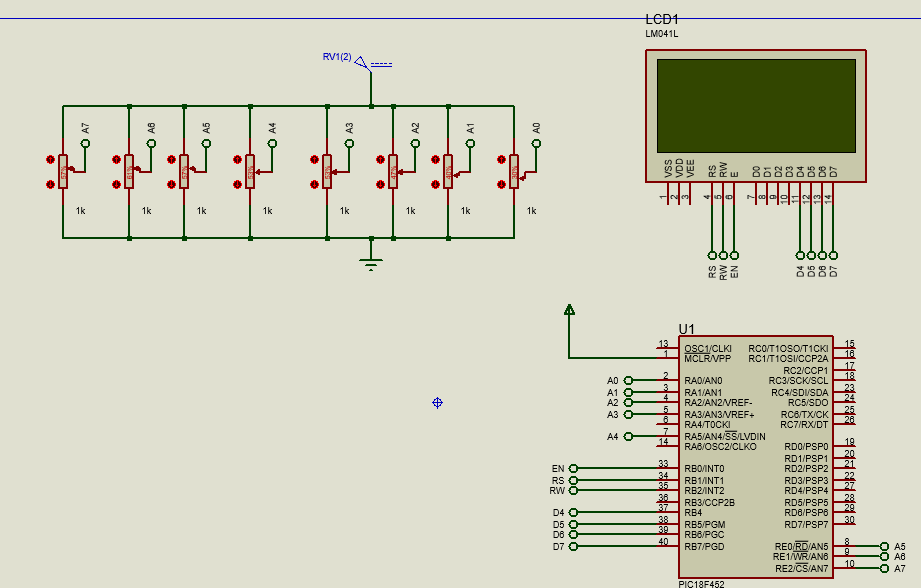 LCD1
LM041L
RV1(2)
A7 A6 A5 A4 A3 A2 A1 A0
1k 1k 1k 1k 1k 1k 1k 1k
VSS VDD VEE RS RW E D0 D1 D2 D3 D4 D5 D6 D7
1 2 3 4 5 6 7 8 9 10 11 12 13 14
RS RW EN D4 D5 D6 D7
U1
13 OSC1/CLKI RC0/T1OSO/T1CKI 15
1 MCLR/VPP RC1/T1OSI/CCP2A 16
RC2/CCP1 17
A0 2 RA0/AN0 RC3/SCK/SCL 18
A1 3 RA1/AN1 RC4/SDI/SDA 23
A2 4 RA2/AN2/VREF- RC5/SDO 24
A3 5 RA3/AN3/VREF+ RC6/TX/CK 25
6 RA4/T0CKI RC7/RX/DT 26
A4 7 RA5/AN4/SS/LVDIN
14 RA6/OSC2/CLKO RD0/PSP0 19
RD1/PSP1 20
EN 33 RB0/INT0 RD2/PSP2 21
RS 34 RB1/INT1 RD3/PSP3 22
RW 35 RB2/INT2 RD4/PSP4 27
36 RB3/CCP2B RD5/PSP5 28
D4 37 RB4 RD6/PSP6 29
D5 38 RB5/PGM RD7/PSP7 30
D6 39 RB6/PGC
D7 40 RB7/PGD RE0/RD/AN5 8 A5
RE1/WR/AN6 9 A6
RE2/CS/AN7 10 A7
PIC18F452